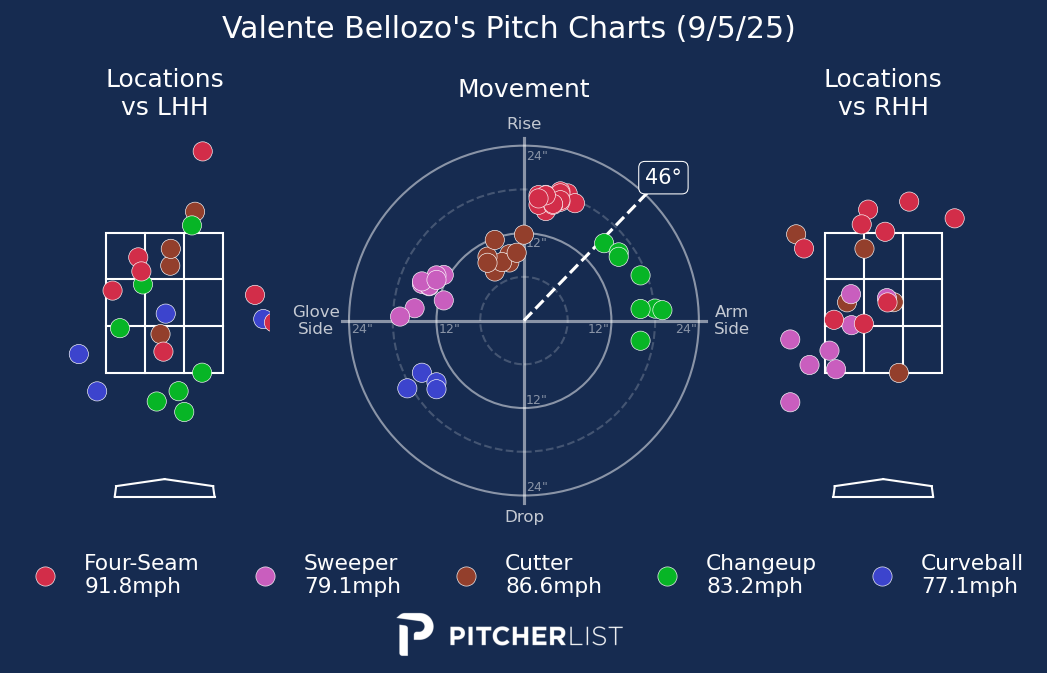 Valente Bellozo's Pitch Charts (9/5/25)
Locations
vs LHH
Movement
Locations
vs RHH
Rise
24"
46°
12"
Glove
Side
24"
12"
12"
24"
Arm
Side
12"
24"
Drop
Four-Seam
91.8mph
Sweeper
79.1mph
Cutter
86.6mph
Changeup
83.2mph
Curveball
77.1mph
PITCHERLIST